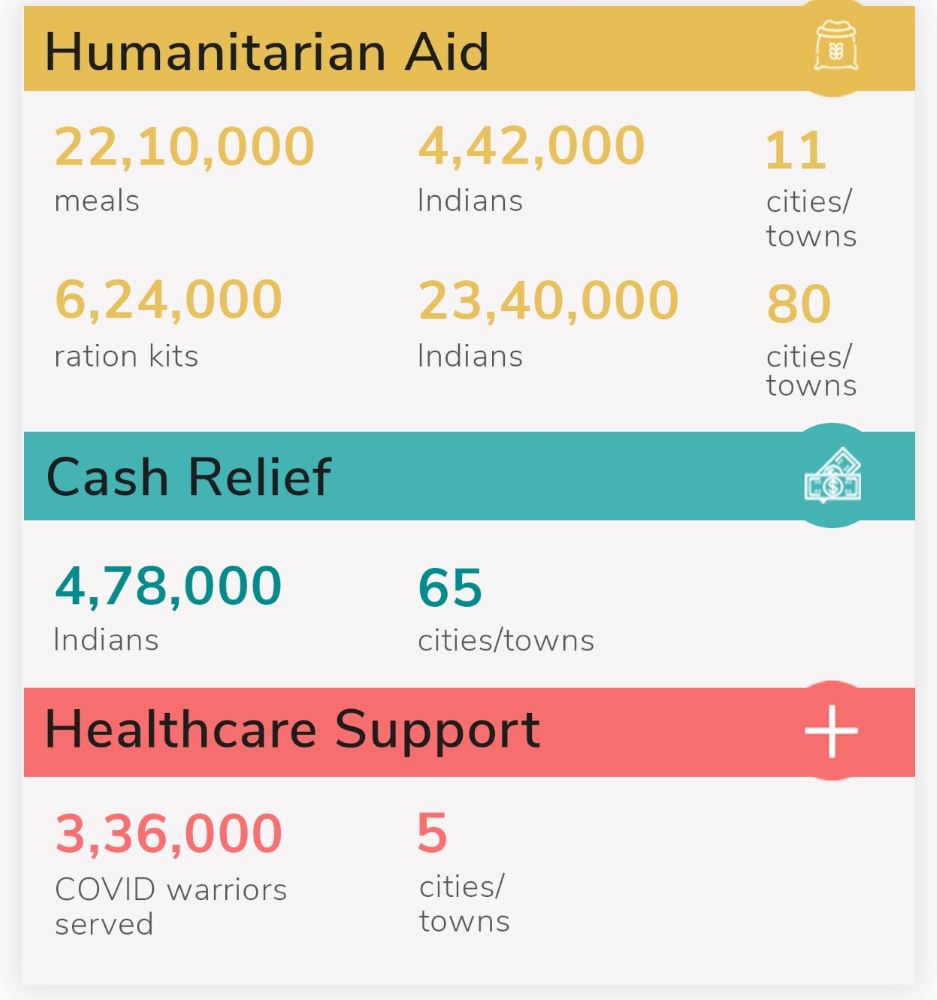 Humanitarian Aid
22,10,000 4,42,000 11
meals Indians cities/
towns
6,24,000 23,40,000 80
ration kits Indians cities/
towns
Cash Relief
4,78,000 65
Indians cities/towns
Healthcare Support
3,36,000 5
COVID warriors cities/
served towns